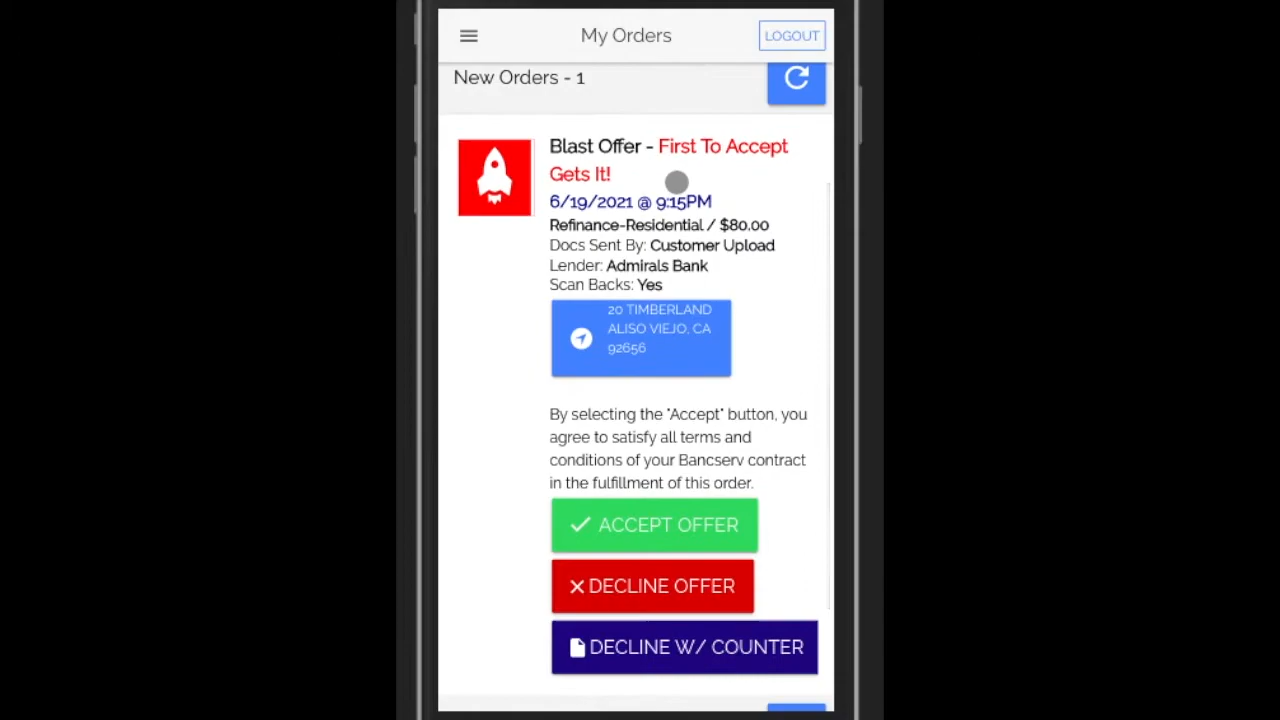 My Orders
LOGOUT
New Orders - 1
Blast Offer - First To Accept
Gets It!
6/19/2021 @ 9:15PM
Refinance-Residential / $80.00
Docs Sent By: Customer Upload
Lender: Admirals Bank
Scan Backs: Yes
20 TIMBERLAND
ALISO VIEJO, CA
92656
By selecting the "Accept" button, you
agree to satisfy all terms and
conditions of your Bancserv contract
in the fulfillment of this order.
ACCEPT OFFER
DECLINE OFFER
DECLINE W/ COUNTER